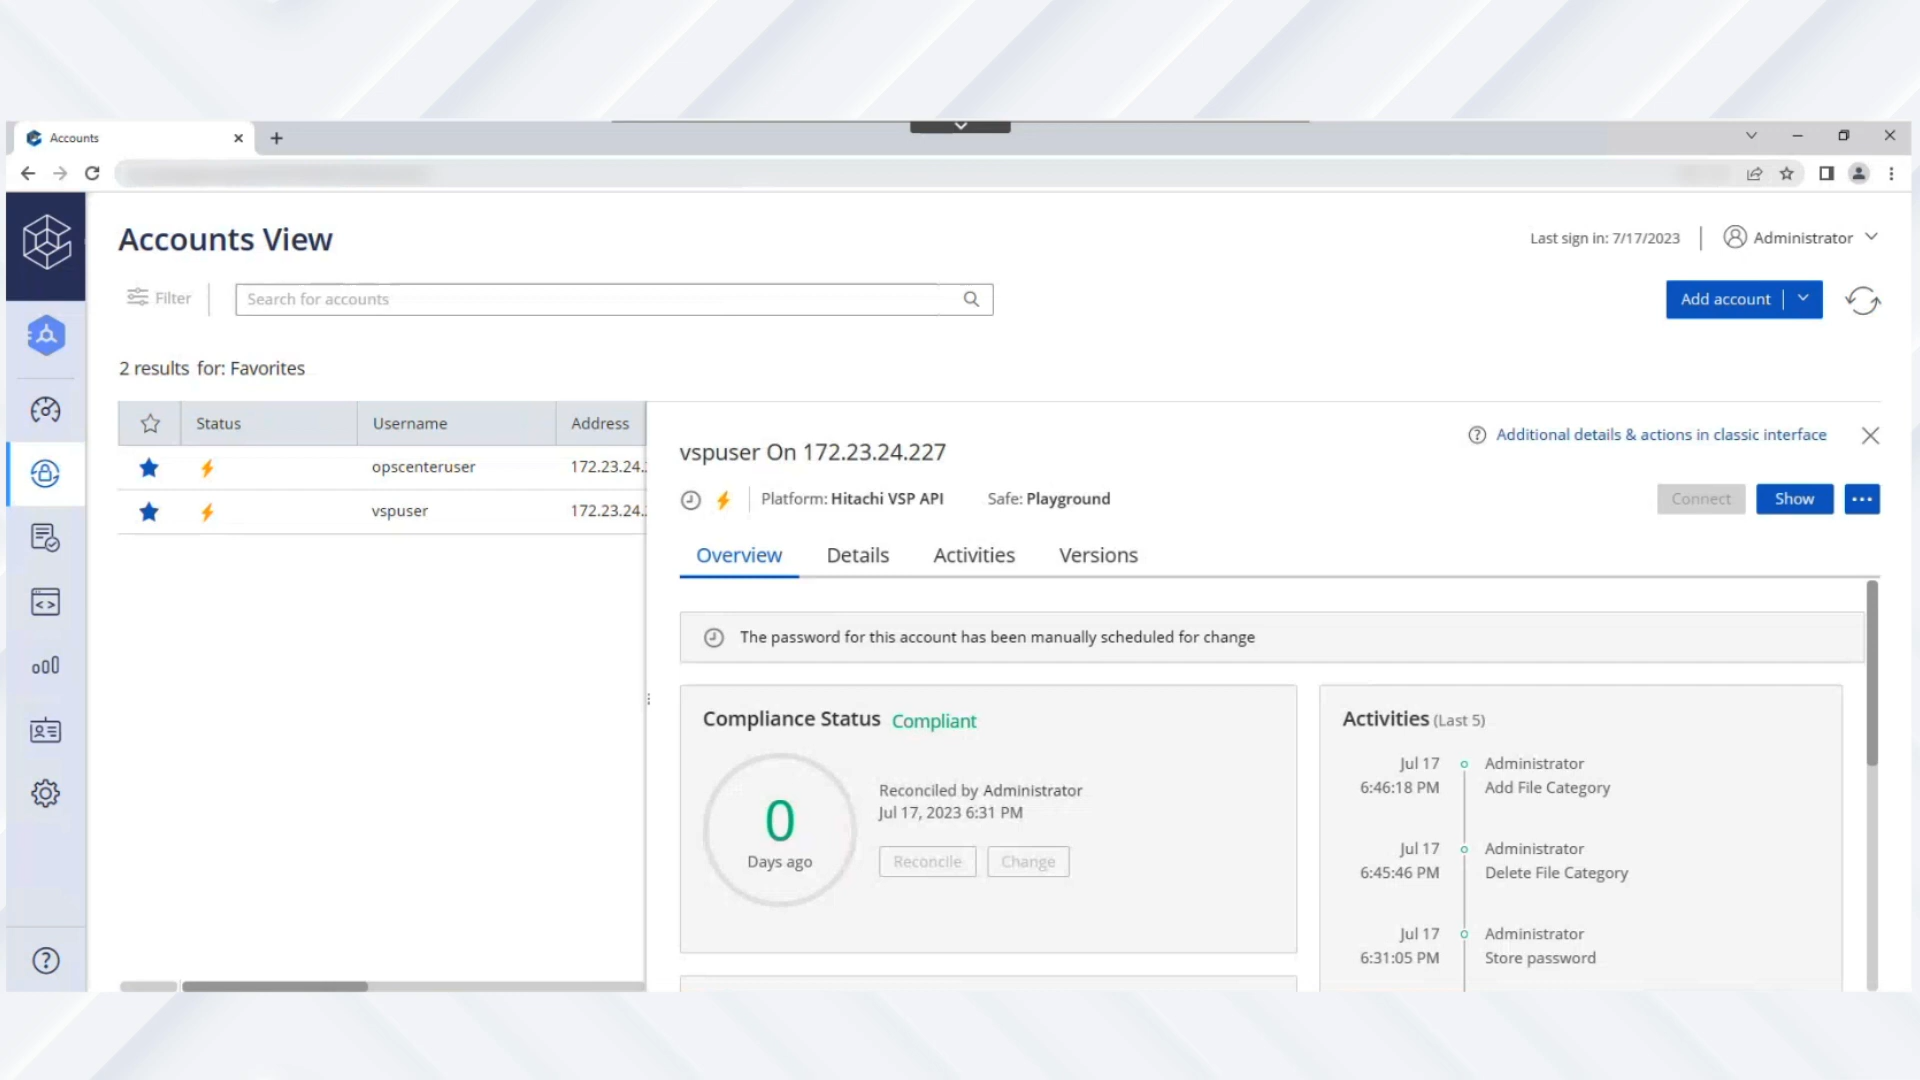 Accounts
Accounts View
Last sign in: 7/17/2023
Administrator
Filter
Search for accounts
Add account
2 results for: Favorites
Status Username Address
opscenteruser 172.23.24.
vspuser 172.23.24.
vspuser On 172.23.24.227
Additional details & actions in classic interface
Platform: Hitachi VSP API Safe: Playground
Connect Show
Overview Details Activities Versions
The password for this account has been manually scheduled for change
Compliance Status Compliant
0
Days ago
Reconciled by Administrator
Jul 17, 2023 6:31 PM
Reconcile Change
Activities (Last 5)
Jul 17 Administrator
6:46:18 PM Add File Category
Jul 17 Administrator
6:45:46 PM Delete File Category
Jul 17 Administrator
6:31:05 PM Store password